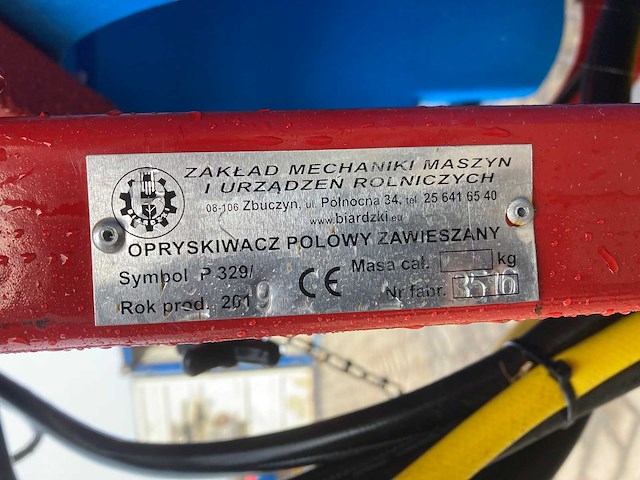 ZAKŁAD MECHANIKI MASZYN
I URZĄDZEŃ ROLNICZYCH
08-106 Zbuczyn, ul. Północna 34, tel. 25 641 65 40
www.biardzki.eu
OPRYSKIWACZ POLOWY ZAWIESZANY
Symbol P 329/
Masa cał. kg
CE
Rok prod. 2019
Nr fabr.